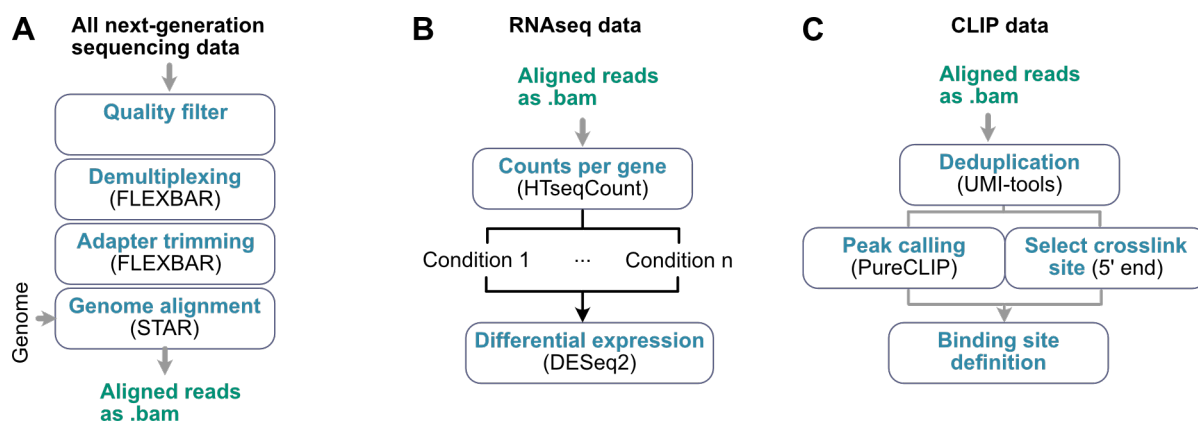 A
All next-generation
sequencing data
Quality filter
Demultiplexing
(FLEXBAR)
Adapter trimming
(FLEXBAR)
Genome
Genome alignment
(STAR)
Aligned reads
as .bam
B
RNAseq data
Aligned reads
as .bam
Counts per gene
(HTseqCount)
Condition 1 ... Condition n
Differential expression
(DESeq2)
C
CLIP data
Aligned reads
as .bam
Deduplication
(UMI-tools)
Peak calling
(PureCLIP)
Select crosslink
site (5' end)
Binding site
definition